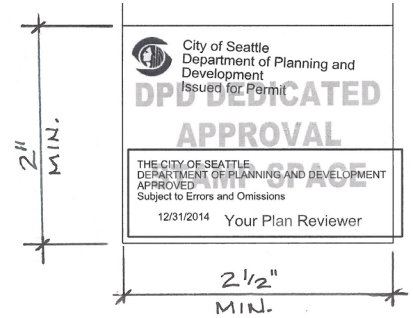 City of Seattle
Department of Planning and
Development
Issued for Permit
DPD DEDICATED
APPROVAL
STAMP SPACE
THE CITY OF SEATTLE
DEPARTMENT OF PLANNING AND DEVELOPMENT
APPROVED
Subject to Errors and Omissions
12/31/2014 Your Plan Reviewer
2"
MIN.
2 1/2"
MIN.